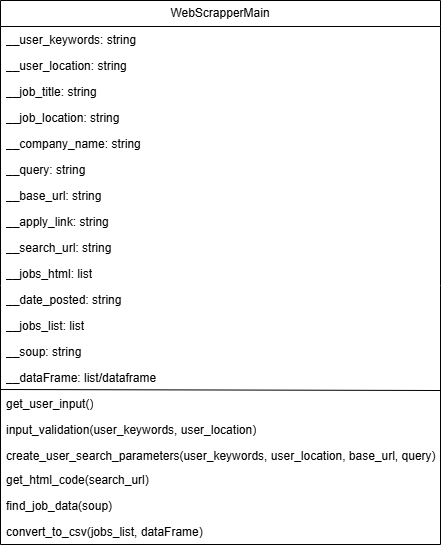 WebScrapperMain
__user_keywords: string
__user_location: string
__job_title: string
__job_location: string
__company_name: string
__query: string
__base_url: string
__apply_link: string
__search_url: string
__jobs_html: list
__date_posted: string
__jobs_list: list
__soup: string
__dataFrame: list/dataframe
get_user_input()
input_validation(user_keywords, user_location)
create_user_search_parameters(user_keywords, user_location, base_url, query)
get_html_code(search_url)
find_job_data(soup)
convert_to_csv(jobs_list, dataFrame)